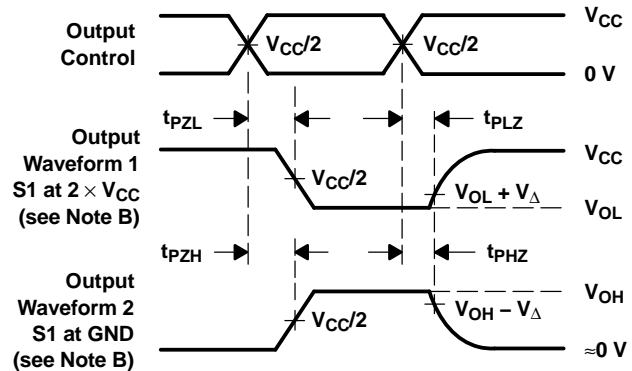 Output
Control
V_CC/2
V_CC/2
V_CC
0 V
t_PZL
t_PLZ
Output
Waveform 1
S1 at 2 × V_CC
(see Note B)
V_CC/2
V_OL + V_Δ
V_CC
V_OL
t_PZH
t_PHZ
Output
Waveform 2
S1 at GND
(see Note B)
V_CC/2
V_OH − V_Δ
V_OH
≈0 V